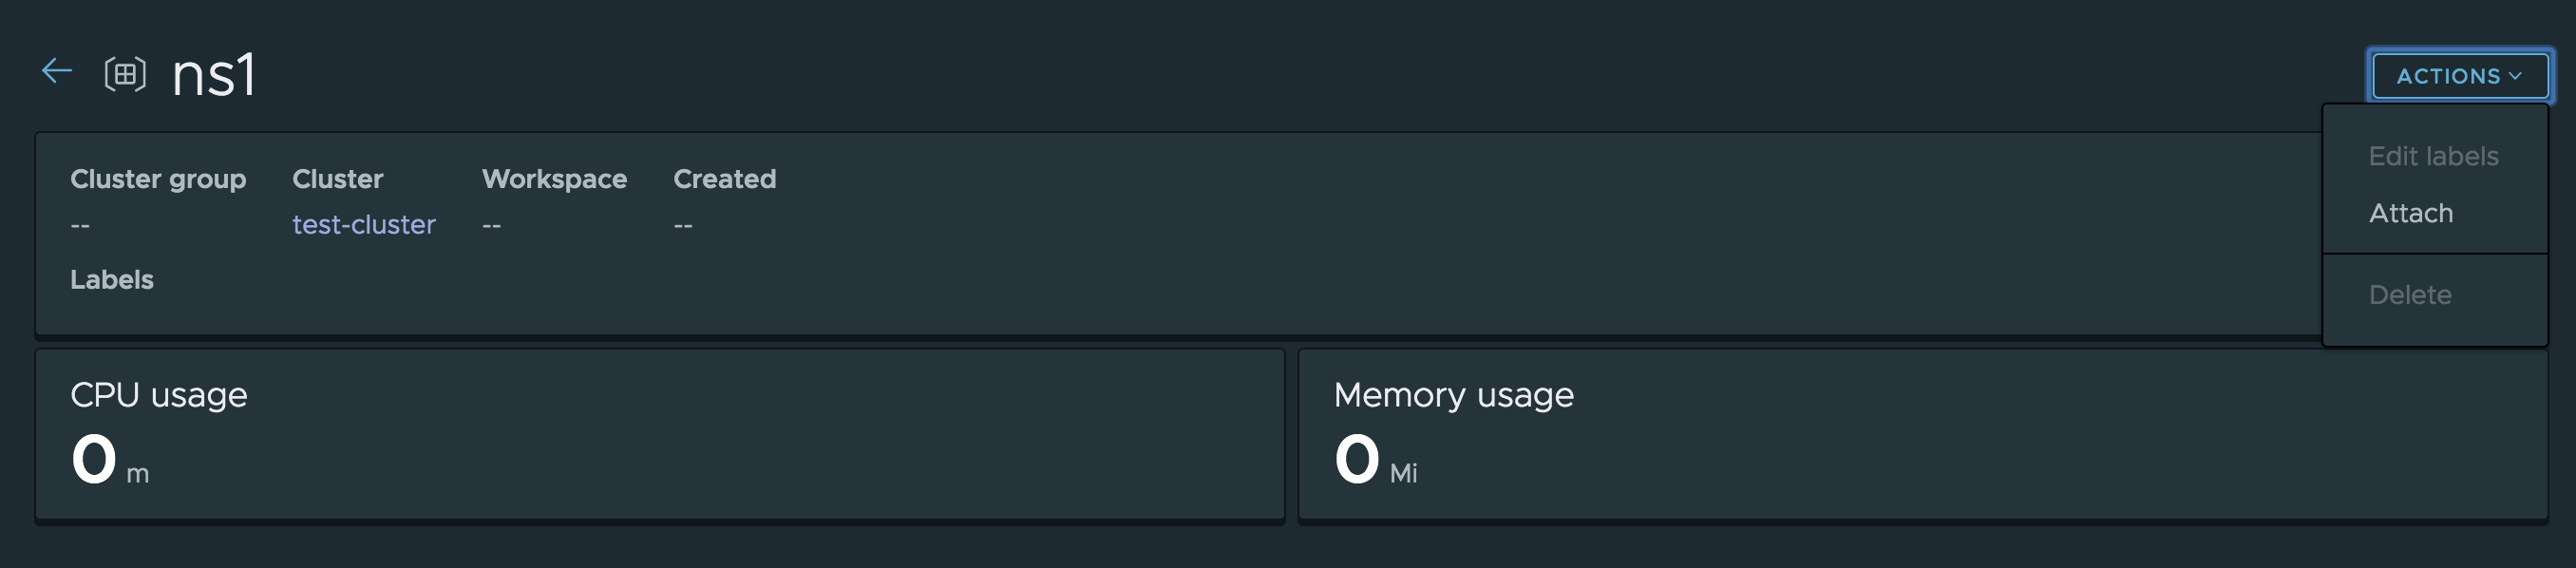 ns1
ACTIONS
Edit labels
Attach
Delete
Cluster group Cluster Workspace Created
-- test-cluster -- --
Labels
CPU usage
0 m
Memory usage
0 Mi